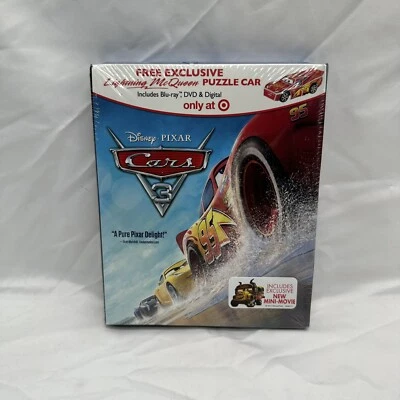 FREE EXCLUSIVE
Lightning McQueen PUZZLE CAR
Includes Blu-ray™, DVD & Digital
only at
95
Disney • PIXAR
Cars
3
"A Pure Pixar Delight!"
95
INCLUDES
EXCLUSIVE
NEW
MINI-MOVIE